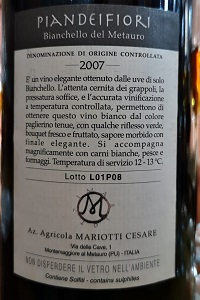 PIANDEIFIORI
Bianchello del Metauro
DENOMINAZIONE DI ORIGINE CONTROLLATA
2007
E' un vino elegante ottenuto dalle uve di solo
Bianchello. L'attenta cernita dei grappoli, la
pressatura soffice, e l'accurata vinificazione
a temperatura controllata, permettono di
ottenere questo vino bianco dal colore
paglierino tenue, con qualche riflesso verde,
bouquet fresco e fruttato, sapore morbido con
finale elegante. Si accompagna
magnificamente con carni bianche, pesce e
fumaggi. Temperatura di servizio 12 - 13 °C.
Lotto L01P08
M
Az. Agricola MARIOTTI CESARE
Via delle Cave, 1
Montemaggiore al Metauro (PU) - ITALIA
NON DISPERDERE IL VETRO NELL'AMBIENTE
Contiene Solfiti - contains sulphites